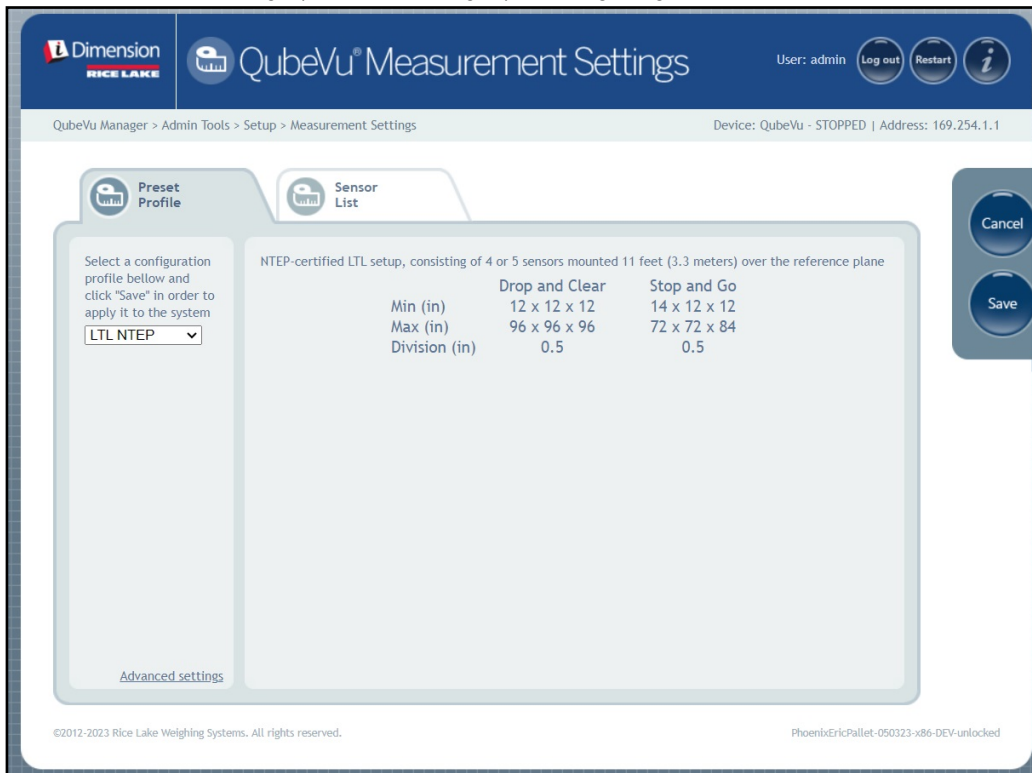 iDimension
RICE LAKE
QubeVu® Measurement Settings
User: admin
Log out
Restart
i
QubeVu Manager > Admin Tools > Setup > Measurement Settings
Device: QubeVu - STOPPED | Address: 169.254.1.1
Preset
Profile
Sensor
List
Cancel
Save
Select a configuration
profile bellow and
click "Save" in order to
apply it to the system
LTL NTEP
Advanced settings
NTEP-certified LTL setup, consisting of 4 or 5 sensors mounted 11 feet (3.3 meters) over the reference plane
Drop and Clear Stop and Go
Min (in) 12 x 12 x 12 14 x 12 x 12
Max (in) 96 x 96 x 96 72 x 72 x 84
Division (in) 0.5 0.5
©2012-2023 Rice Lake Weighing Systems. All rights reserved.
PhoenixEricPallet-050323-x86-DEV-unlocked